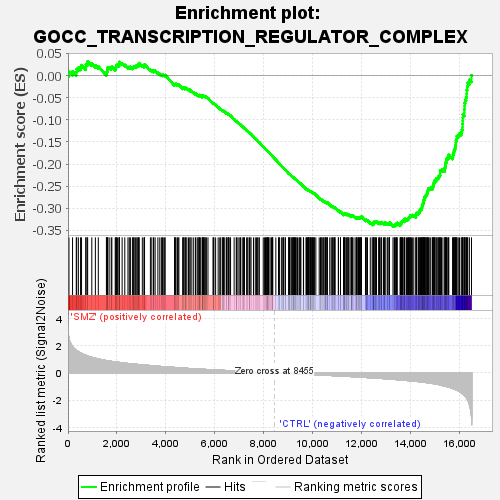 Enrichment plot:
GOCC_TRANSCRIPTION_REGULATOR_COMPLEX
Enrichment score (ES)
0.05
0.00
-0.05
-0.10
-0.15
-0.20
-0.25
-0.30
-0.35
'SMZ' (positively correlated)
Ranked list metric (Signal2Noise)
4
2
0
-2
-4
Zero cross at 8455
'CTRL' (negatively correlated)
0
2,000
4,000
6,000
8,000
10,000
12,000
14,000
16,000
Rank in Ordered Dataset
Enrichment profile
Hits
Ranking metric scores